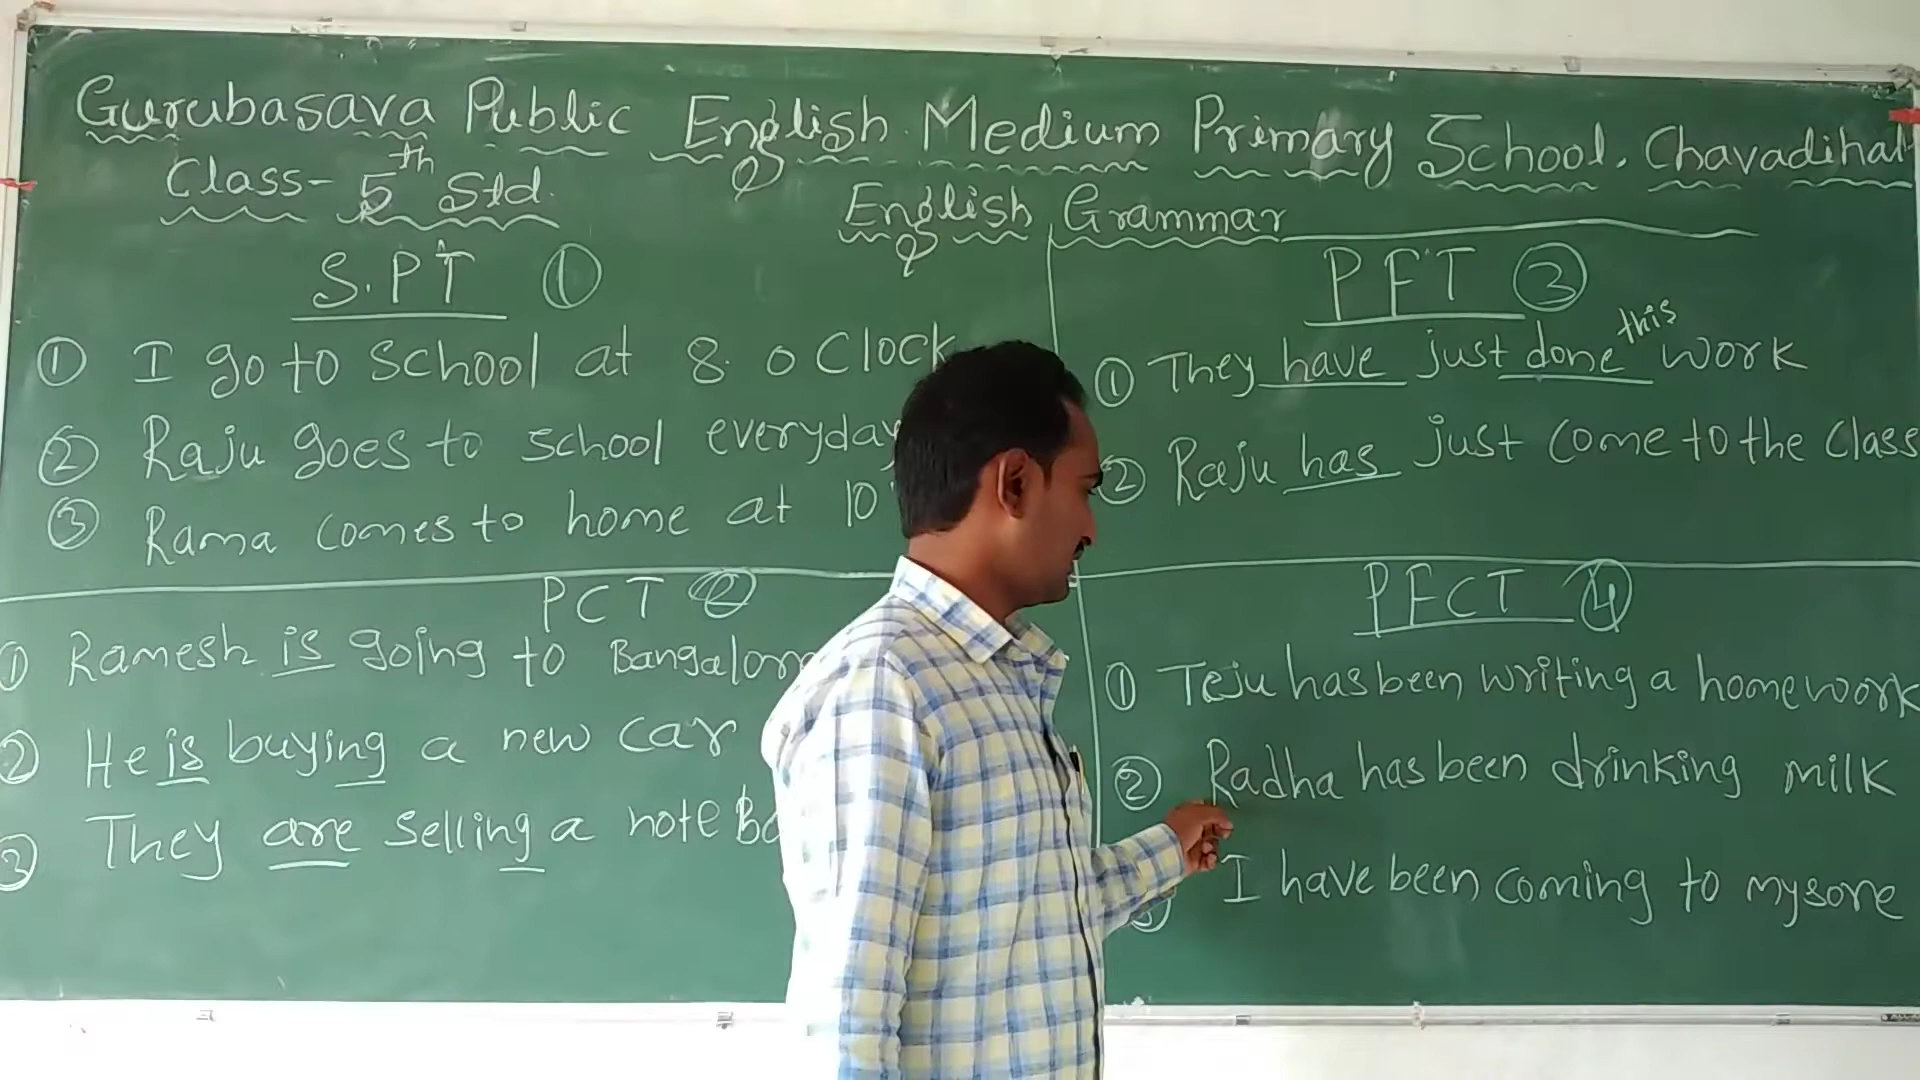 Gurubasava Public English Medium Primary School. Chavadihal
Class- 5th Std.
English Grammar
S.PT ①
① I go to School at 8. o Clock
② Raju goes to school everyday
③ Rama comes to home at 10
PCT ②
① Ramesh is going to Bangalore
② He is buying a new car
③ They are selling a note
PFT ③
① They have just done this work
② Raju has just come to the Class
PFCT ④
① Teju has been writing a homework
② Radha has been drinking milk
I have been coming to mysore